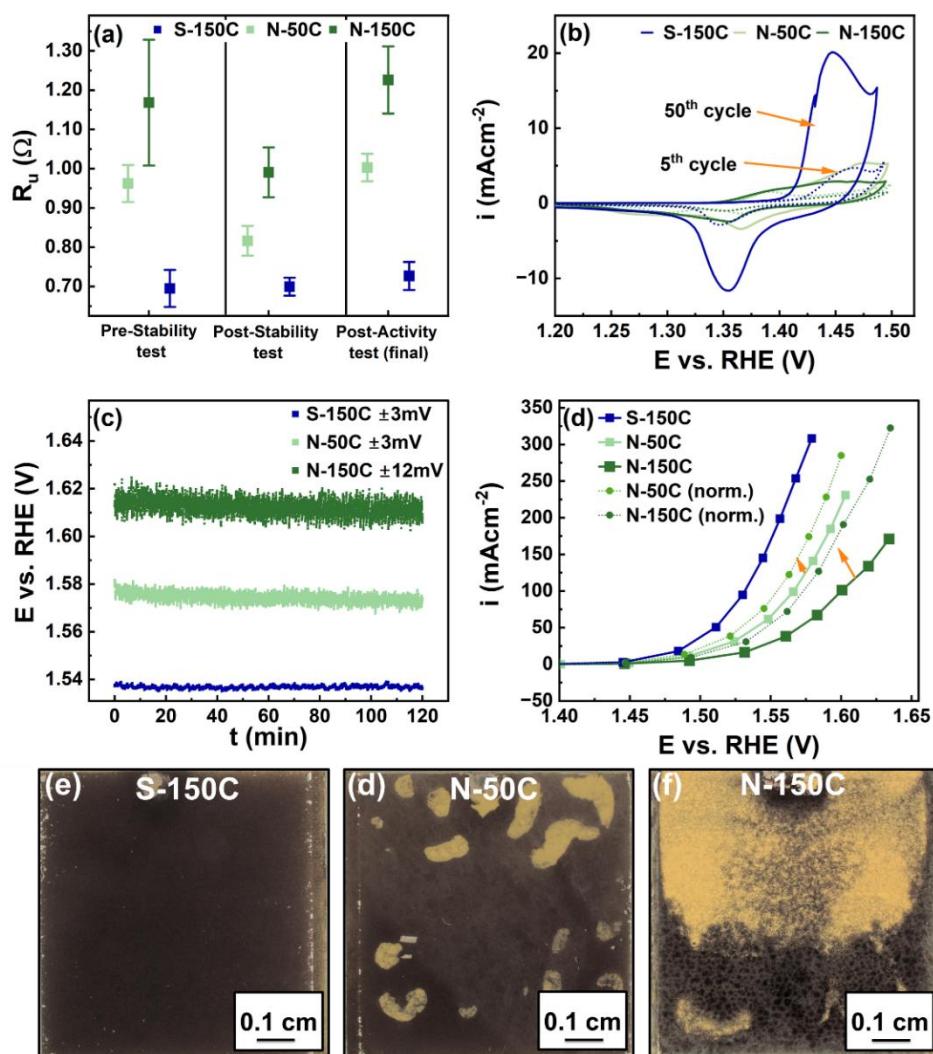 (a) S-150C N-50C N-150C
1.30
1.20
1.10
1.00
0.90
0.80
0.70
Rᵤ (Ω)
Pre-Stability test
Post-Stability test
Post-Activity test (final)
(b) S-150C N-50C N-150C
20
10
0
−10
i (mAcm⁻²)
50ᵗʰ cycle
5ᵗʰ cycle
1.20 1.25 1.30 1.35 1.40 1.45 1.50
E vs. RHE (V)
(c)
S-150C ±3mV
N-50C ±3mV
N-150C ±12mV
1.64
1.62
1.60
1.58
1.56
1.54
E vs. RHE (V)
0 20 40 60 80 100 120
t (min)
(d)
S-150C
N-50C
N-150C
N-50C (norm.)
N-150C (norm.)
350
300
250
200
150
100
50
0
−50
i (mAcm⁻²)
1.40 1.45 1.50 1.55 1.60 1.65
E vs. RHE (V)
(e) S-150C
0.1 cm
(d) N-50C
0.1 cm
(f) N-150C
0.1 cm